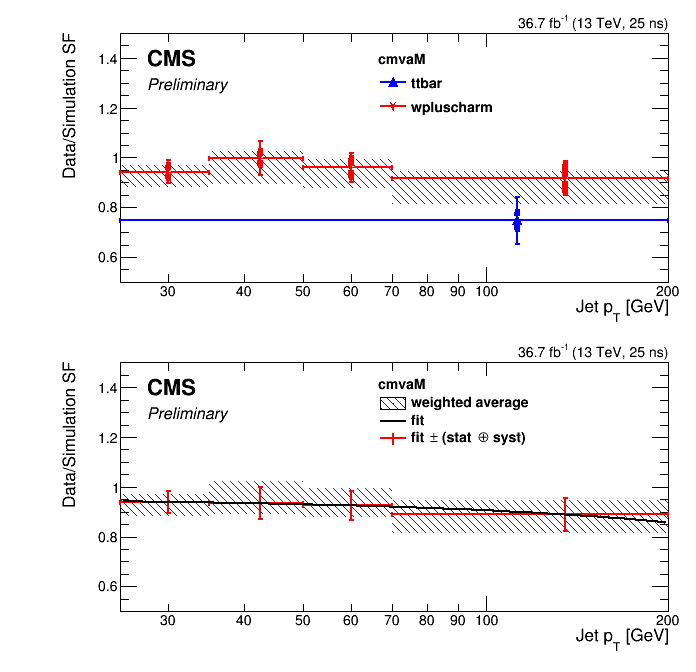 36.7 fb⁻¹ (13 TeV, 25 ns)
Data/Simulation SF
CMS
Preliminary
cmvaM
ttbar
wpluscharm
1.4
1.2
1
0.8
0.6
30 40 50 60 70 80 90 100 200
Jet p_T [GeV]
36.7 fb⁻¹ (13 TeV, 25 ns)
Data/Simulation SF
CMS
Preliminary
cmvaM
weighted average
fit
fit ± (stat ⊕ syst)
1.4
1.2
1
0.8
0.6
30 40 50 60 70 80 90 100 200
Jet p_T [GeV]